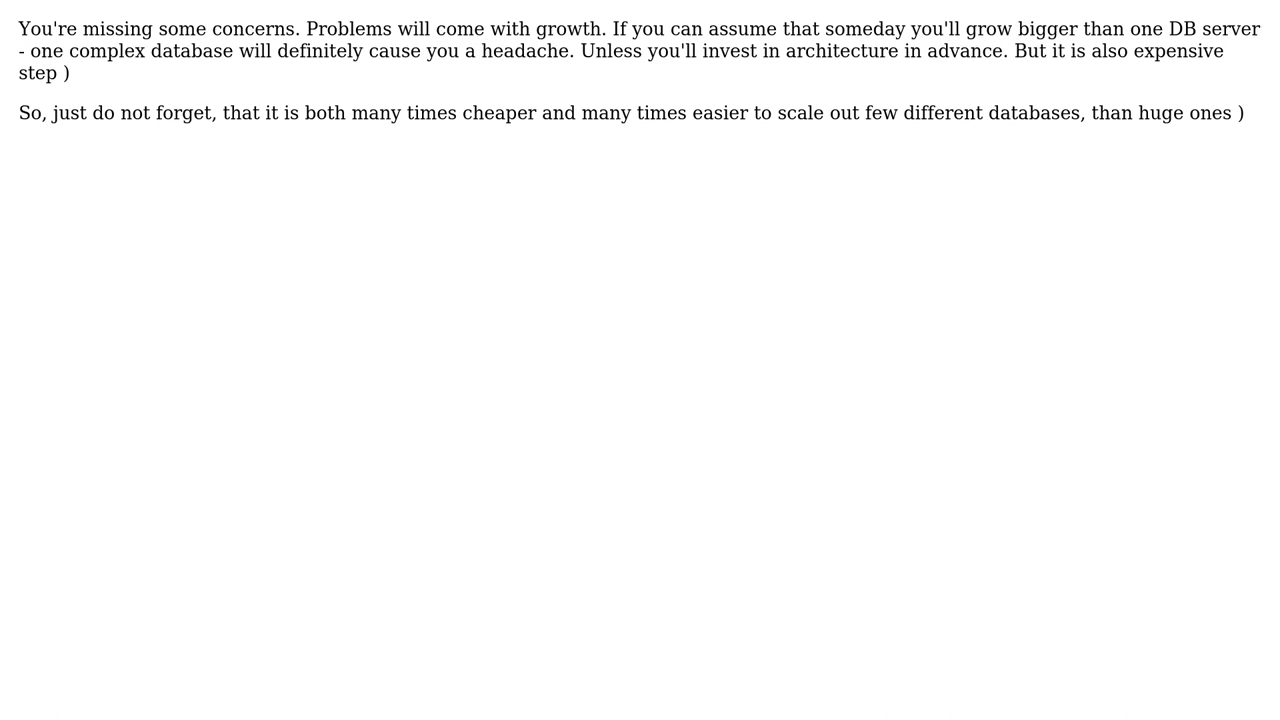 You're missing some concerns. Problems will come with growth. If you can assume that someday you'll grow bigger than one DB server
- one complex database will definitely cause you a headache. Unless you'll invest in architecture in advance. But it is also expensive
step )
So, just do not forget, that it is both many times cheaper and many times easier to scale out few different databases, than huge ones )